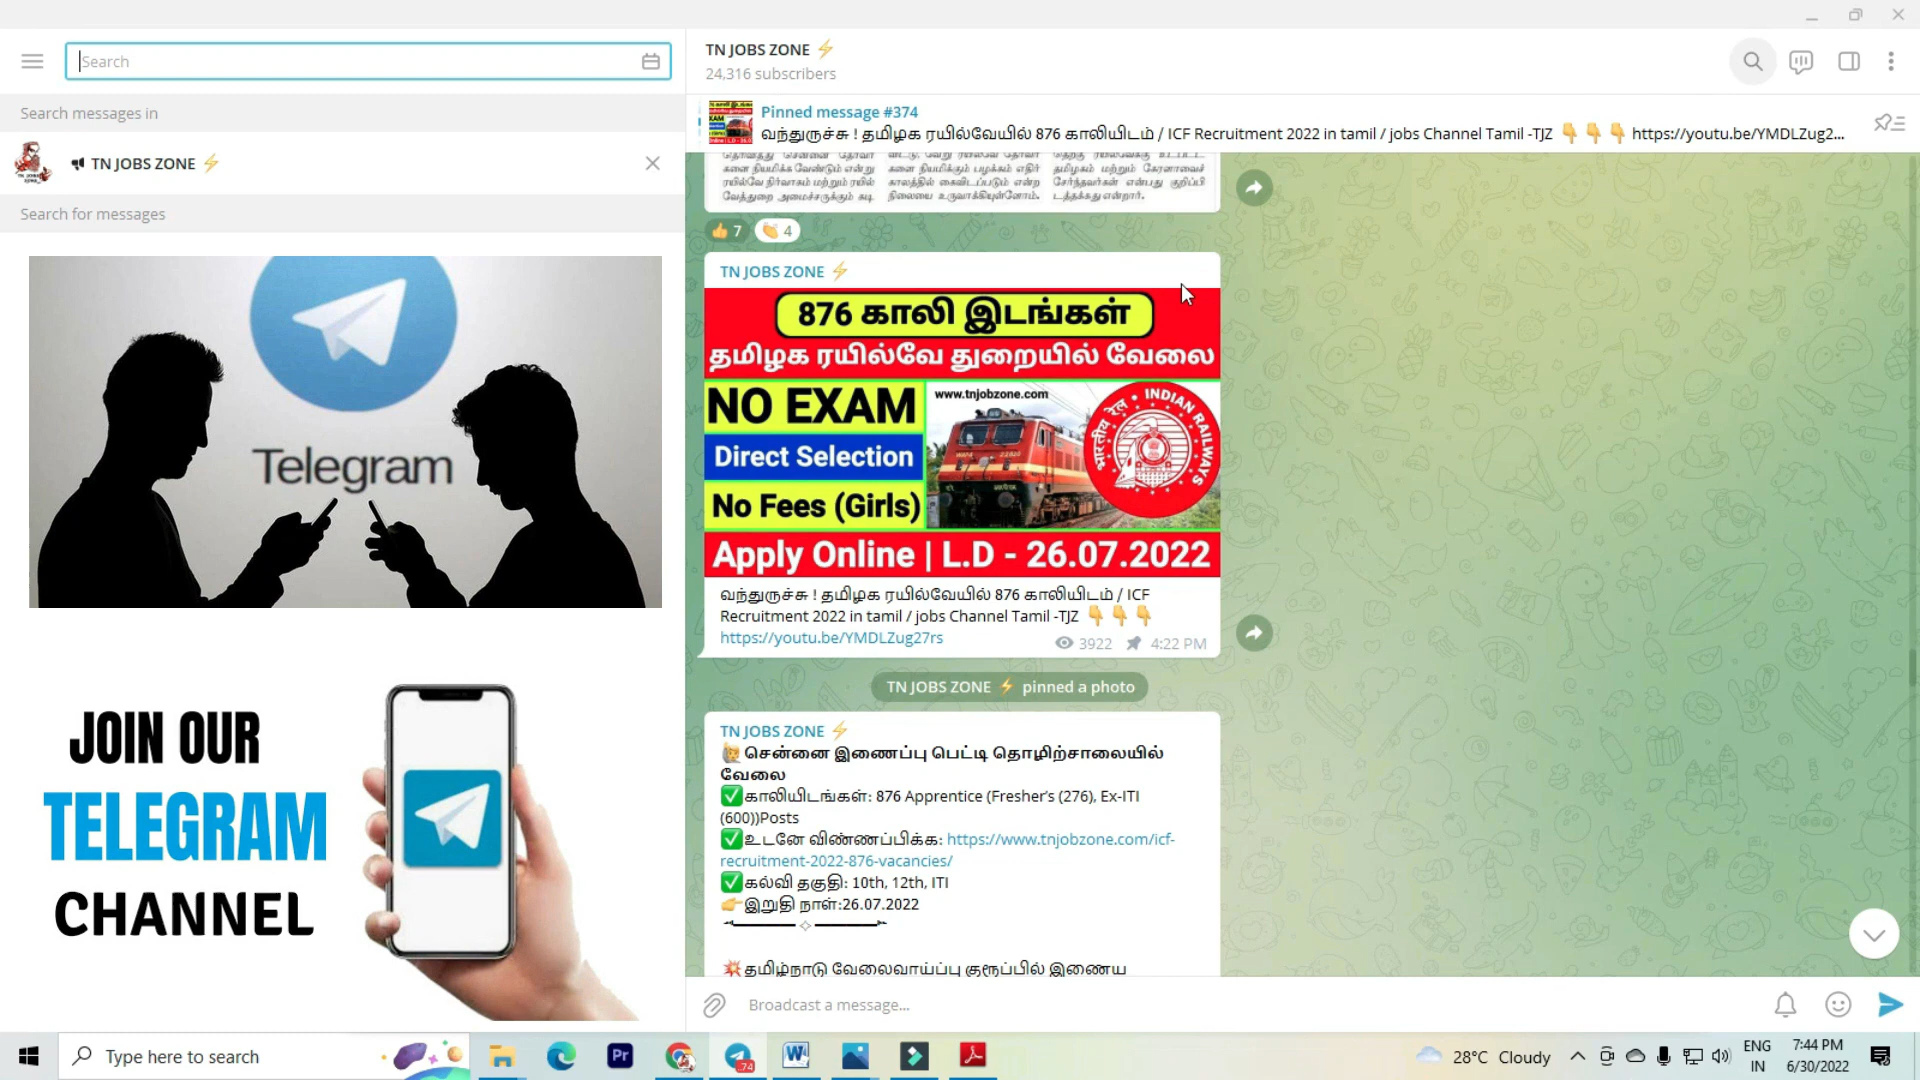 Search
Search messages in
TN JOBS ZONE ⚡
Search for messages
Telegram
JOIN OUR
TELEGRAM
CHANNEL
TN JOBS ZONE ⚡
24,316 subscribers
Pinned message #374
வந்துருச்சு ! தமிழக ரயில்வேயில் 876 காலியிடம் / ICF Recruitment 2022 in tamil / jobs Channel Tamil -TJZ 👇 👇 👇 https://youtu.be/YMDLZug2...
👍 7 👏 4
TN JOBS ZONE ⚡
876 காலி இடங்கள்
தமிழக ரயில்வே துறையில் வேலை
NO EXAM
www.tnjobzone.com
भारतीय रेल INDIAN RAILWAYS
Direct Selection
No Fees (Girls)
Apply Online | L.D - 26.07.2022
வந்துருச்சு ! தமிழக ரயில்வேயில் 876 காலியிடம் / ICF
Recruitment 2022 in tamil / jobs Channel Tamil -TJZ 👇 👇 👇
https://youtu.be/YMDLZug27rs
3922 4:22 PM
TN JOBS ZONE ⚡ pinned a photo
TN JOBS ZONE ⚡
🙋சென்னை இணைப்பு பெட்டி தொழிற்சாலையில்
வேலை
✅காலியிடங்கள்: 876 Apprentice (Fresher's (276), Ex-ITI
(600))Posts
✅உடனே விண்ணப்பிக்க: https://www.tnjobzone.com/icf-
recruitment-2022-876-vacancies/
✅கல்வி தகுதி: 10th, 12th, ITI
👉இறுதி நாள்:26.07.2022
💥தமிழ்நாடு வேலைவாய்ப்பு குரூப்பில் இணைய
Broadcast a message...
Type here to search
Pr
74
W
28°C Cloudy
ENG
IN
7:44 PM
6/30/2022